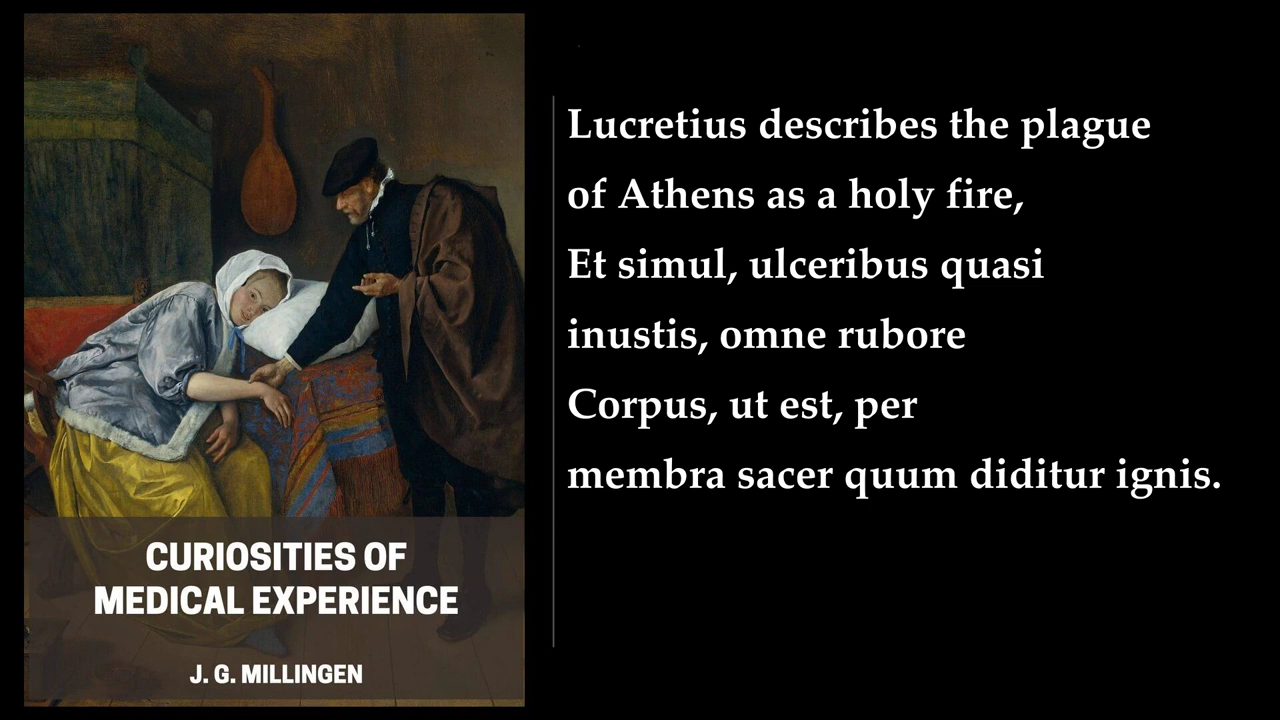 CURIOSITIES OF
MEDICAL EXPERIENCE
J. G. MILLINGEN
Lucretius describes the plague
of Athens as a holy fire,
Et simul, ulceribus quasi
inustis, omne rubore
Corpus, ut est, per
membra sacer quum diditur ignis.